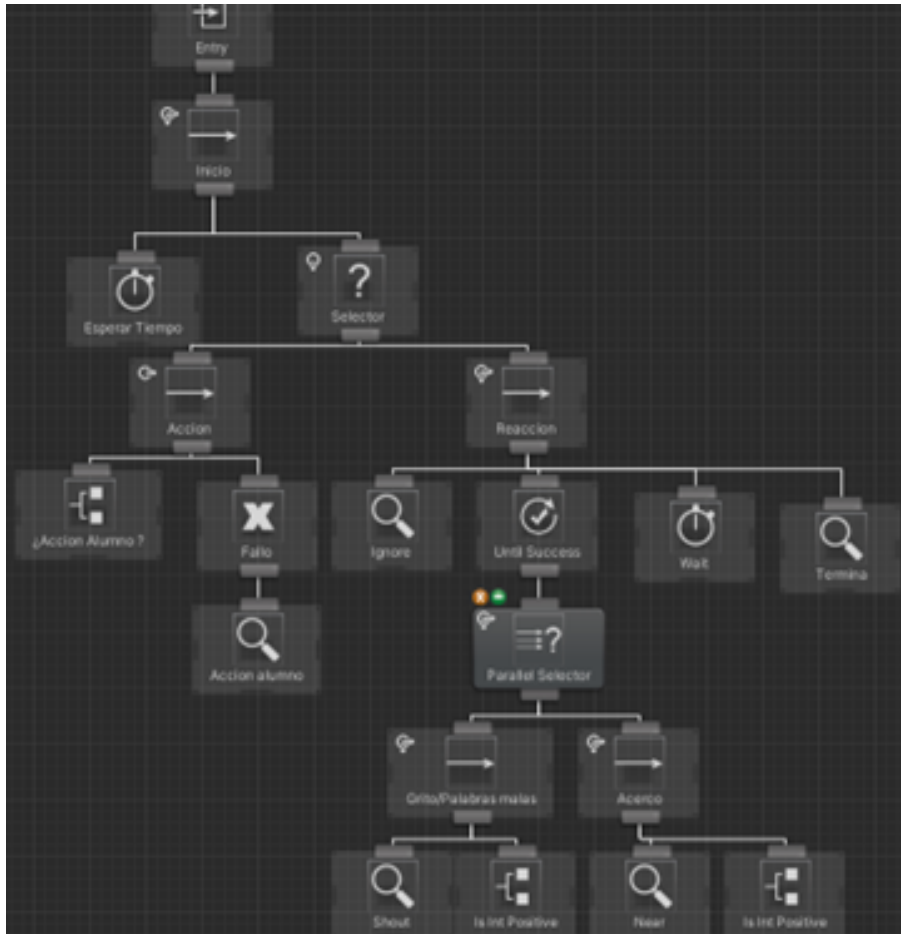 Entry
Inicio
Esperar Tiempo
Selector
Accion
Reaccion
¿Accion Alumno ?
Fallo
Ignore
Until Success
Wait
Termina
Accion alumno
Parallel Selector
Grito/Palabras malas
Acerco
Shout
Is Int Positive
Near
Is Int Positive